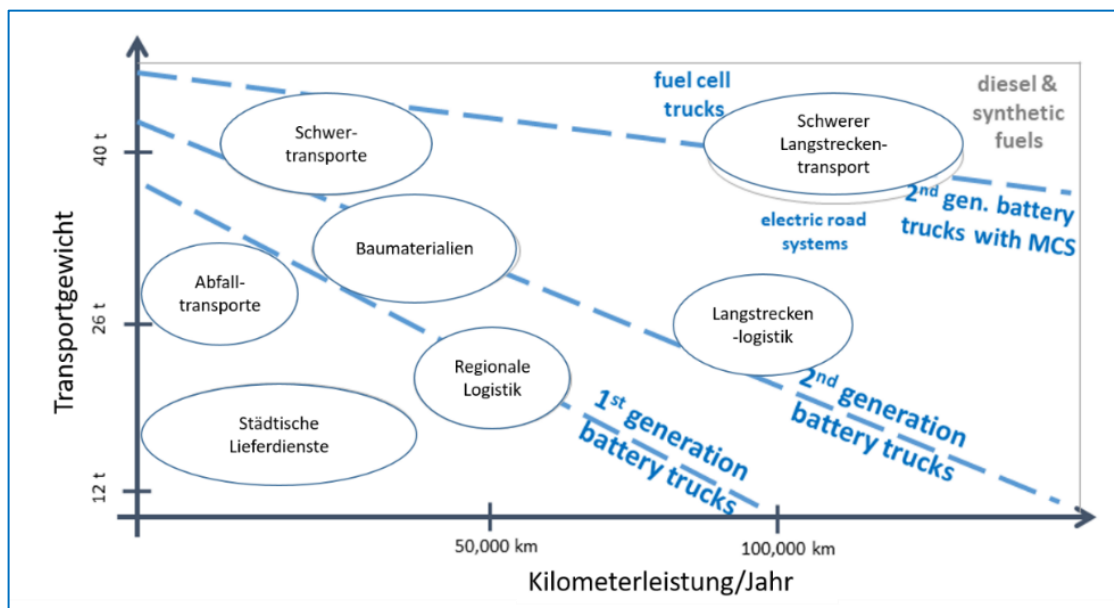 fuel cell
trucks
diesel &
synthetic
fuels
Schwer-
transporte
Schwerer
Langstrecken-
transport
40 t
2nd gen. battery
trucks with MCS
electric road
systems
Baumaterialien
Abfall-
transporte
Langstrecken
-logistik
26 t
Transportgewicht
Regionale
Logistik
1st generation
battery trucks
2nd generation
battery trucks
Städtische
Lieferdienste
12 t
50,000 km
100,000 km
Kilometerleistung/Jahr